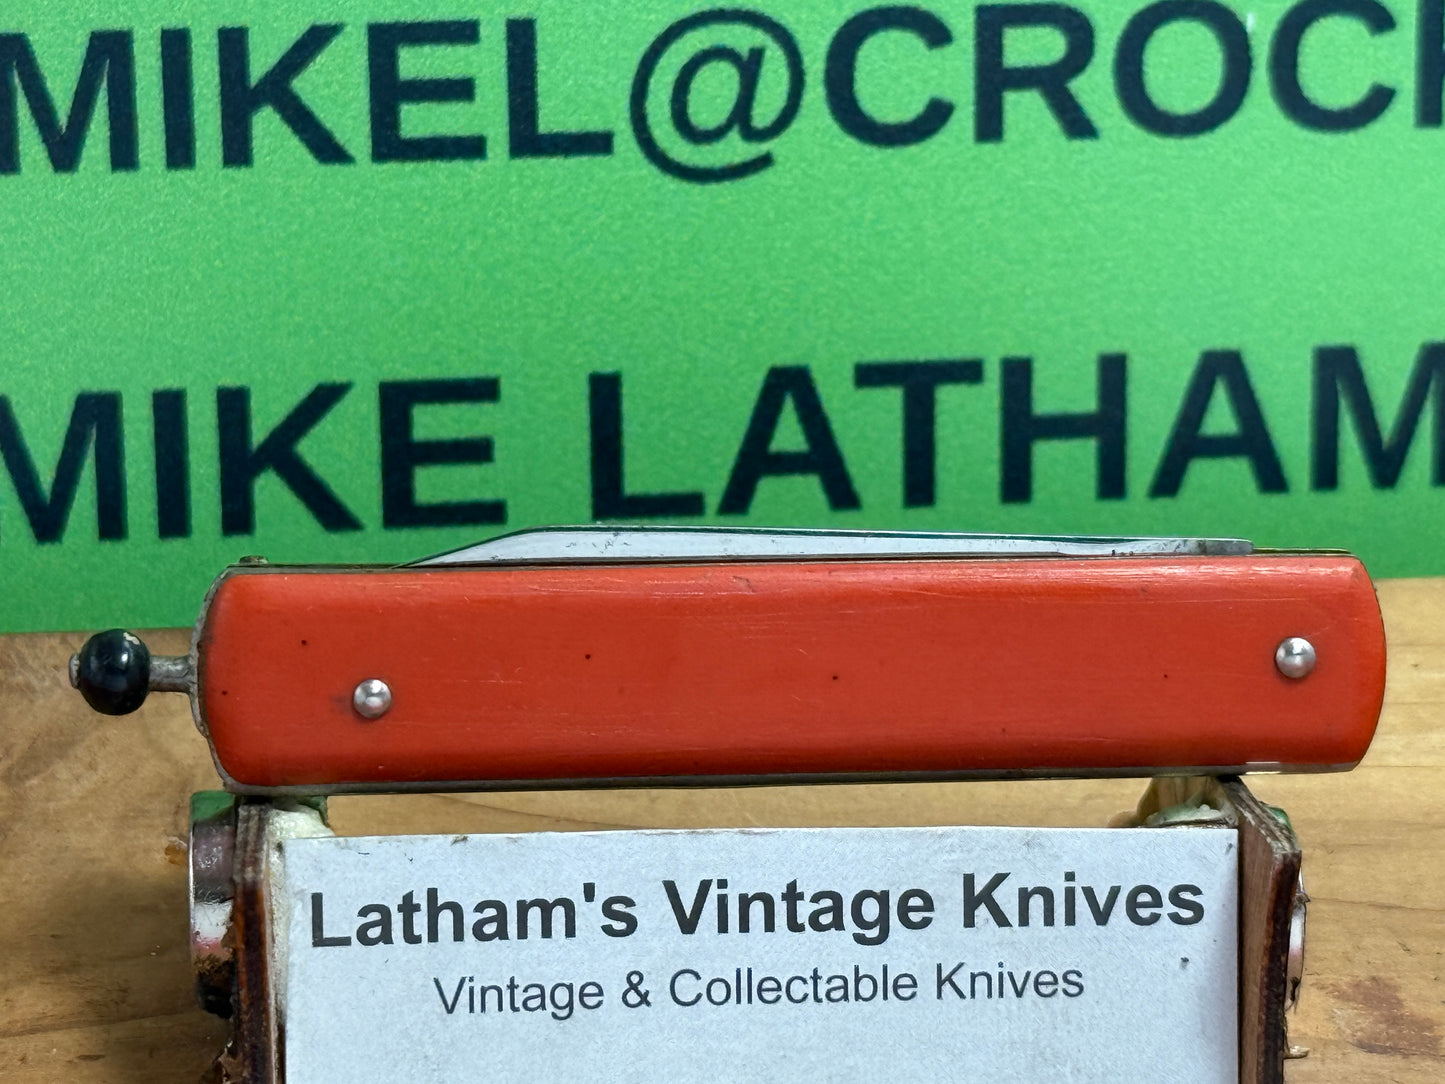 MIKEL@CROC
MIKE LATHAM
Latham's Vintage Knives
Vintage & Collectable Knives